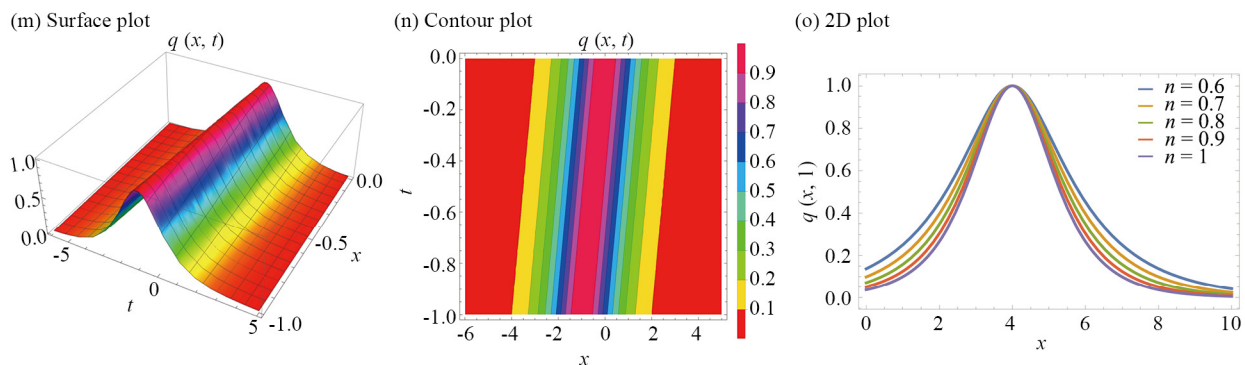 (m) Surface plot
q (x, t)
1.0
0.5
0.0
-5
0
5
t
0.0
-0.5
-1.0
x
(n) Contour plot
q (x, t)
0.0
-0.2
-0.4
-0.6
-0.8
-1.0
t
-6 -4 -2 0 2 4
x
0.9
0.8
0.7
0.6
0.5
0.4
0.3
0.2
0.1
(o) 2D plot
1.0
0.8
0.6
0.4
0.2
0.0
q (x, 1)
0 2 4 6 8 10
x
n = 0.6
n = 0.7
n = 0.8
n = 0.9
n = 1